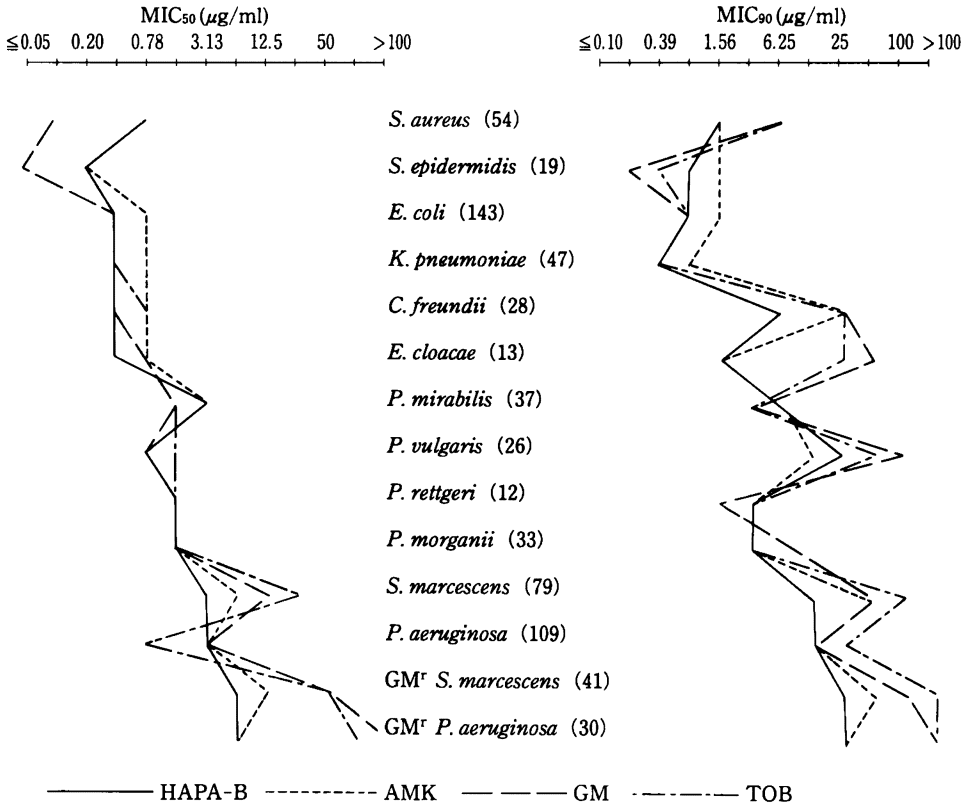 MIC50 (μg/ml)
≦0.05 0.20 0.78 3.13 12.5 50 >100
MIC90 (μg/ml)
≦0.10 0.39 1.56 6.25 25 100 >100
S. aureus (54)
S. epidermidis (19)
E. coli (143)
K. pneumoniae (47)
C. freundii (28)
E. cloacae (13)
P. mirabilis (37)
P. vulgaris (26)
P. rettgeri (12)
P. morganii (33)
S. marcescens (79)
P. aeruginosa (109)
GMr S. marcescens (41)
GMr P. aeruginosa (30)
HAPA-B AMK GM TOB